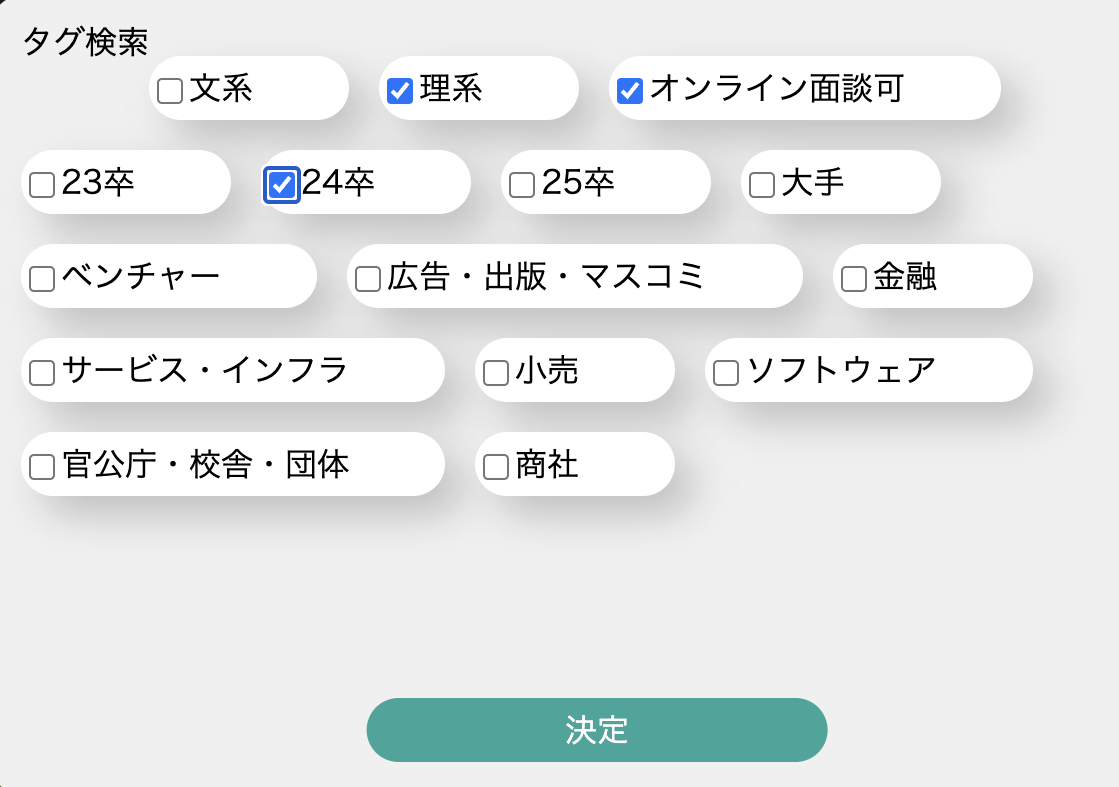 タグ検索
文系 理系 オンライン面談可
23卒 24卒 25卒 大手
ベンチャー 広告・出版・マスコミ 金融
サービス・インフラ 小売 ソフトウェア
官公庁・校舎・団体 商社
決定